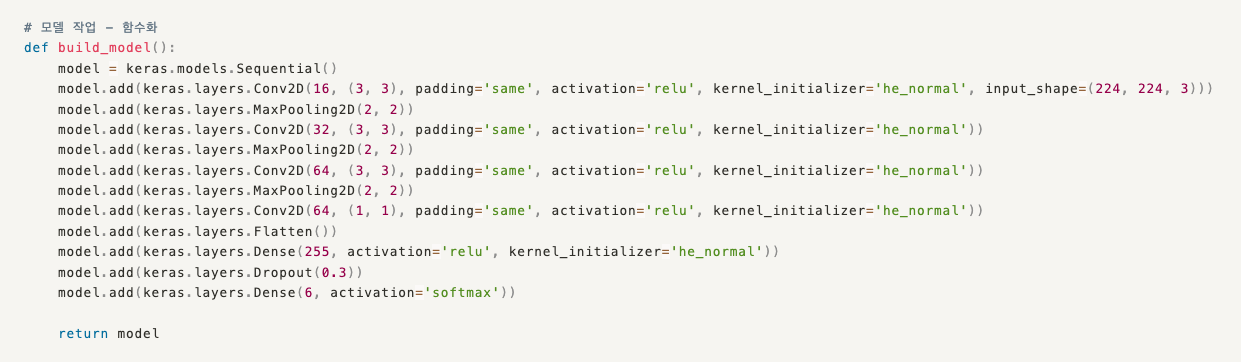 # 모델 작업 - 함수화
def build_model():
    model = keras.models.Sequential()
    model.add(keras.layers.Conv2D(16, (3, 3), padding='same', activation='relu', kernel_initializer='he_normal', input_shape=(224, 224, 3)))
    model.add(keras.layers.MaxPooling2D(2, 2))
    model.add(keras.layers.Conv2D(32, (3, 3), padding='same', activation='relu', kernel_initializer='he_normal'))
    model.add(keras.layers.MaxPooling2D(2, 2))
    model.add(keras.layers.Conv2D(64, (3, 3), padding='same', activation='relu', kernel_initializer='he_normal'))
    model.add(keras.layers.MaxPooling2D(2, 2))
    model.add(keras.layers.Conv2D(64, (1, 1), padding='same', activation='relu', kernel_initializer='he_normal'))
    model.add(keras.layers.Flatten())
    model.add(keras.layers.Dense(255, activation='relu', kernel_initializer='he_normal'))
    model.add(keras.layers.Dropout(0.3))
    model.add(keras.layers.Dense(6, activation='softmax'))
    return model